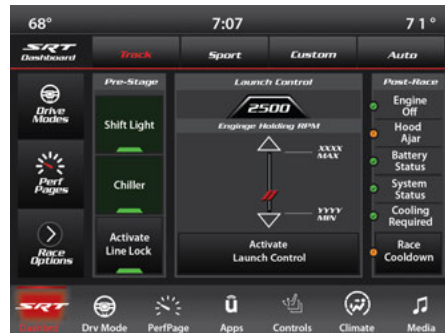 68°
7:07
71°
SRT
Dashboard
Track
Sport
Custom
Auto
Drive
Modes
Perf
Pages
Race
Options
Pre-Stage
Shift Light
Chiller
Activate
Line Lock
Launch Control
2500
Enginge Holding RPM
XXXX
MAX
YYYY
MIN
Activate
Launch Control
Post-Race
Engine
Off
Hood
Ajar
Battery
Status
System
Status
Cooling
Required
Race
Cooldown
SRT
Drv Mode
PerfPage
Apps
Controls
Climate
Media